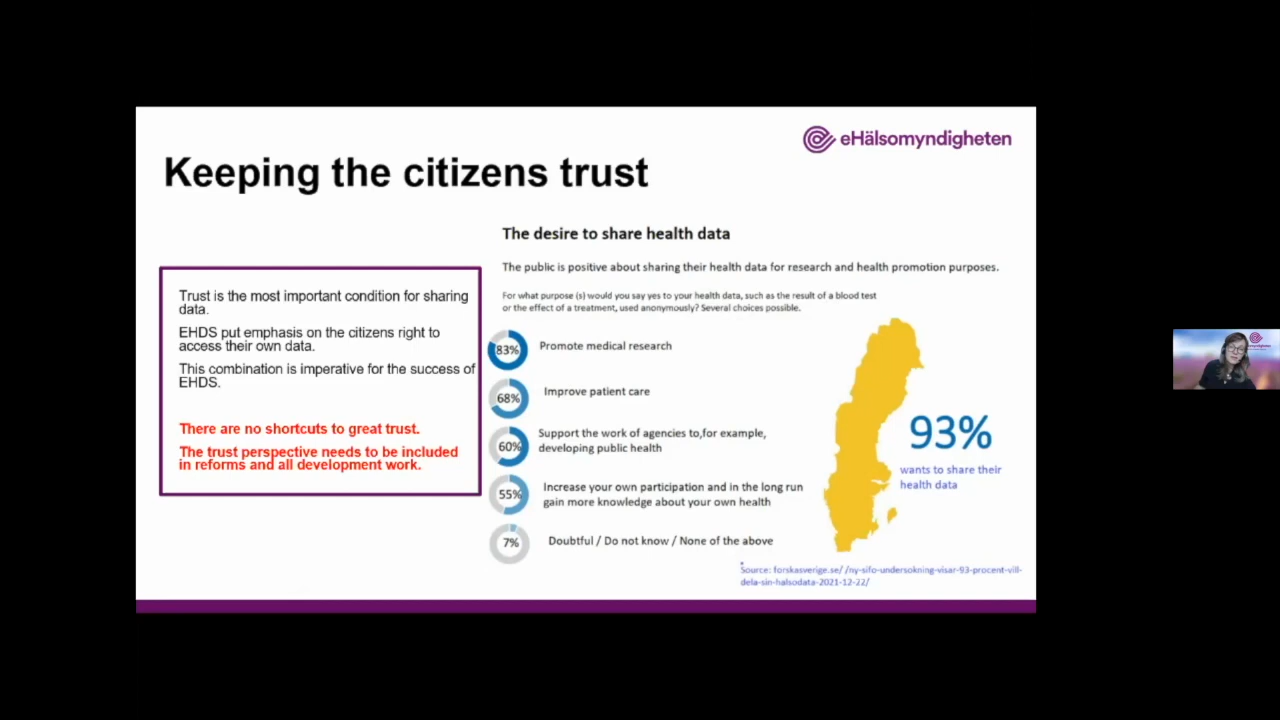 eHälsomyndigheten
Keeping the citizens trust
Trust is the most important condition for sharing
data.
EHDS put emphasis on the citizens right to
access their own data.
This combination is imperative for the success of
EHDS.
There are no shortcuts to great trust.
The trust perspective needs to be included
in reforms and all development work.
The desire to share health data
The public is positive about sharing their health data for research and health promotion purposes.
For what purpose (s) would you say yes to your health data, such as the result of a blood test
or the effect of a treatment, used anonymously? Several choices possible.
83% Promote medical research
68% Improve patient care
60% Support the work of agencies to,for example,
developing public health
55% Increase your own participation and in the long run
gain more knowledge about your own health
7% Doubtful / Do not know / None of the above
93%
wants to share their
health data
Source: forskasverige.se/ /ny-sifo-undersokning-visar-93-procent-vill-
dela-sin-halsodata-2021-12-22/